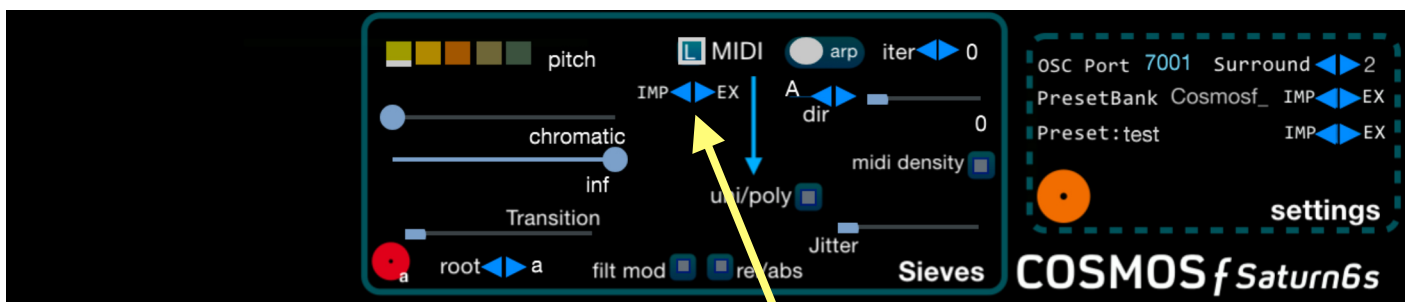 pitch
L MIDI
arp
iter 0
IMP EX
A
dir
0
chromatic
inf
midi density
uni/poly
Transition
Jitter
a
root a
filt mod
rel/abs
Sieves
OSC Port 7001 Surround 2
PresetBank Cosmosf_ IMP EX
Preset: test IMP EX
settings
COSMOS f Saturn6s